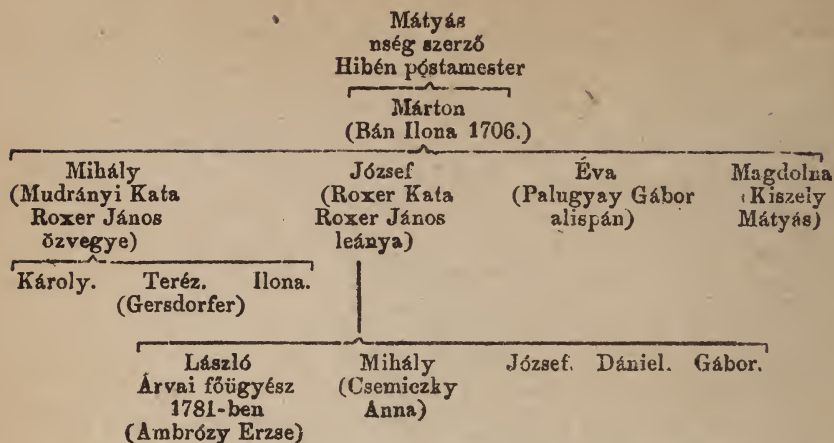 Mátyás
nség szerző
Hibén póstamester
Márton
(Bán Ilona 1706.)
Mihály József Éva Magdolna
(Mudrányi Kata (Roxer Kata (Palugyay Gábor (Kiszely
Roxer János Roxer János alispán) Mátyás)
özvegye) leánya)
Károly. Teréz. Ilona.
(Gersdorfer)
László Mihály József. Dániel. Gábor.
Árvai főügyész (Csemiczky
1781-ben Anna)
(Ambrózy Erzse)